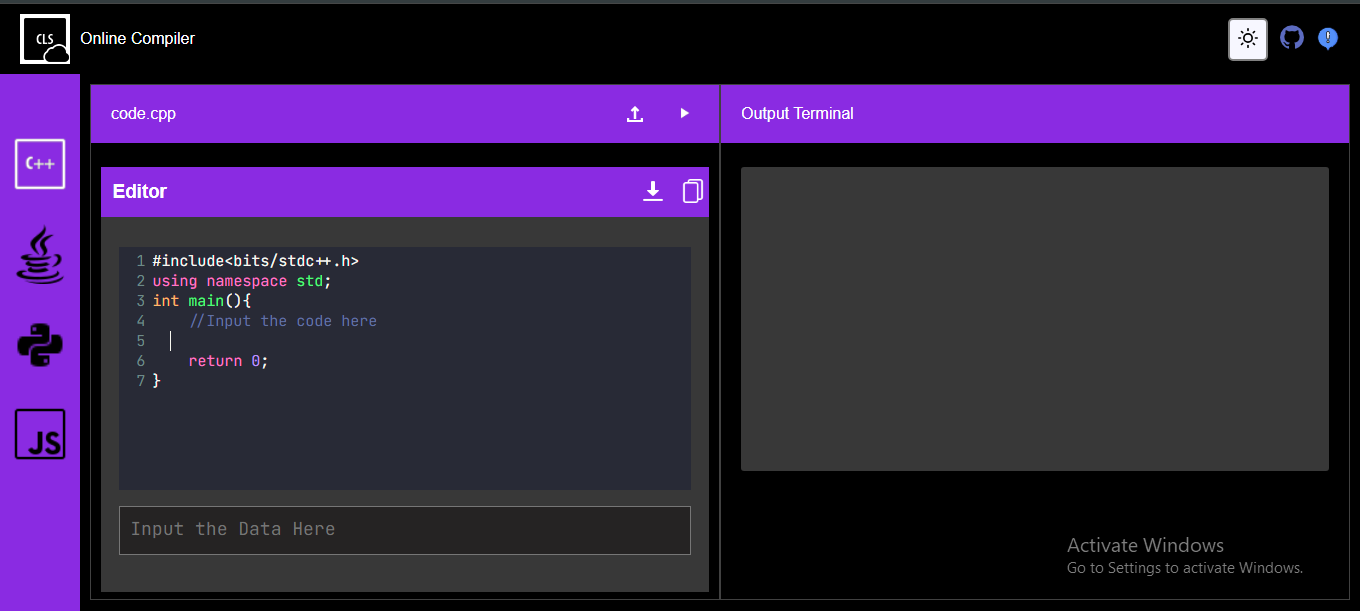 CLS
Online Compiler
code.cpp
Output Terminal
C++
JS
Editor
1 #include<bits/stdc++.h>
2 using namespace std;
3 int main(){
4     //Input the code here
5
6     return 0;
7 }
Input the Data Here
Activate Windows
Go to Settings to activate Windows.